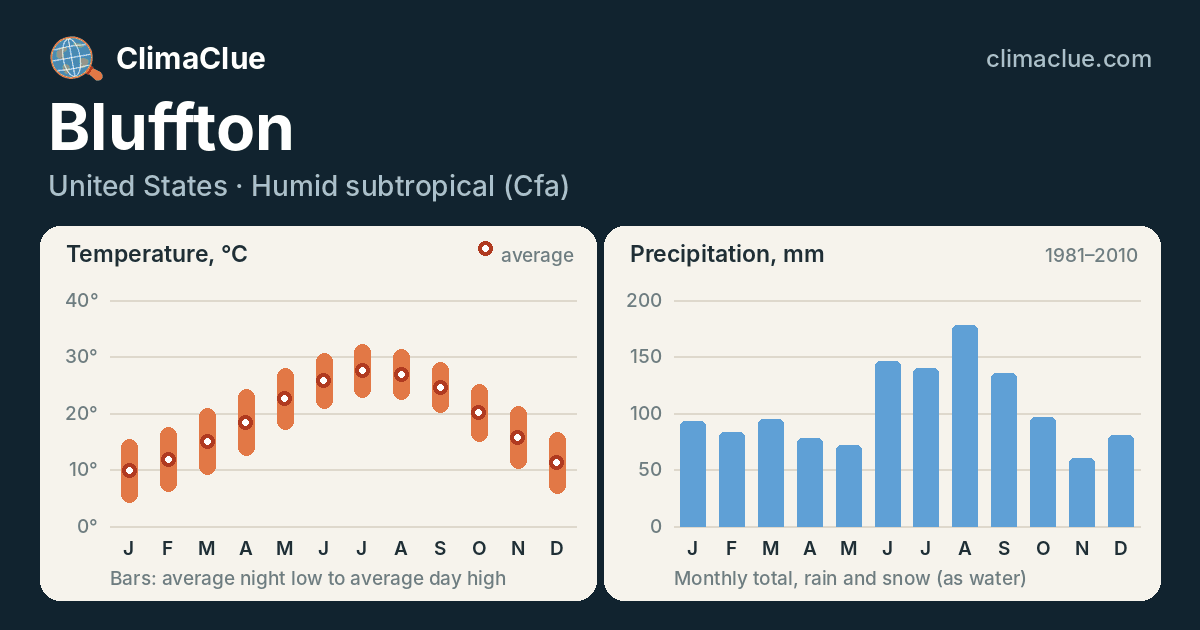 ClimaClue
climaclue.com
Bluffton
United States · Humid subtropical (Cfa)
Temperature, °C
average
40°
30°
20°
10°
0°
J F M A M J J A S O N D
Bars: average night low to average day high
Precipitation, mm
1981–2010
200
150
100
50
0
J F M A M J J A S O N D
Monthly total, rain and snow (as water)